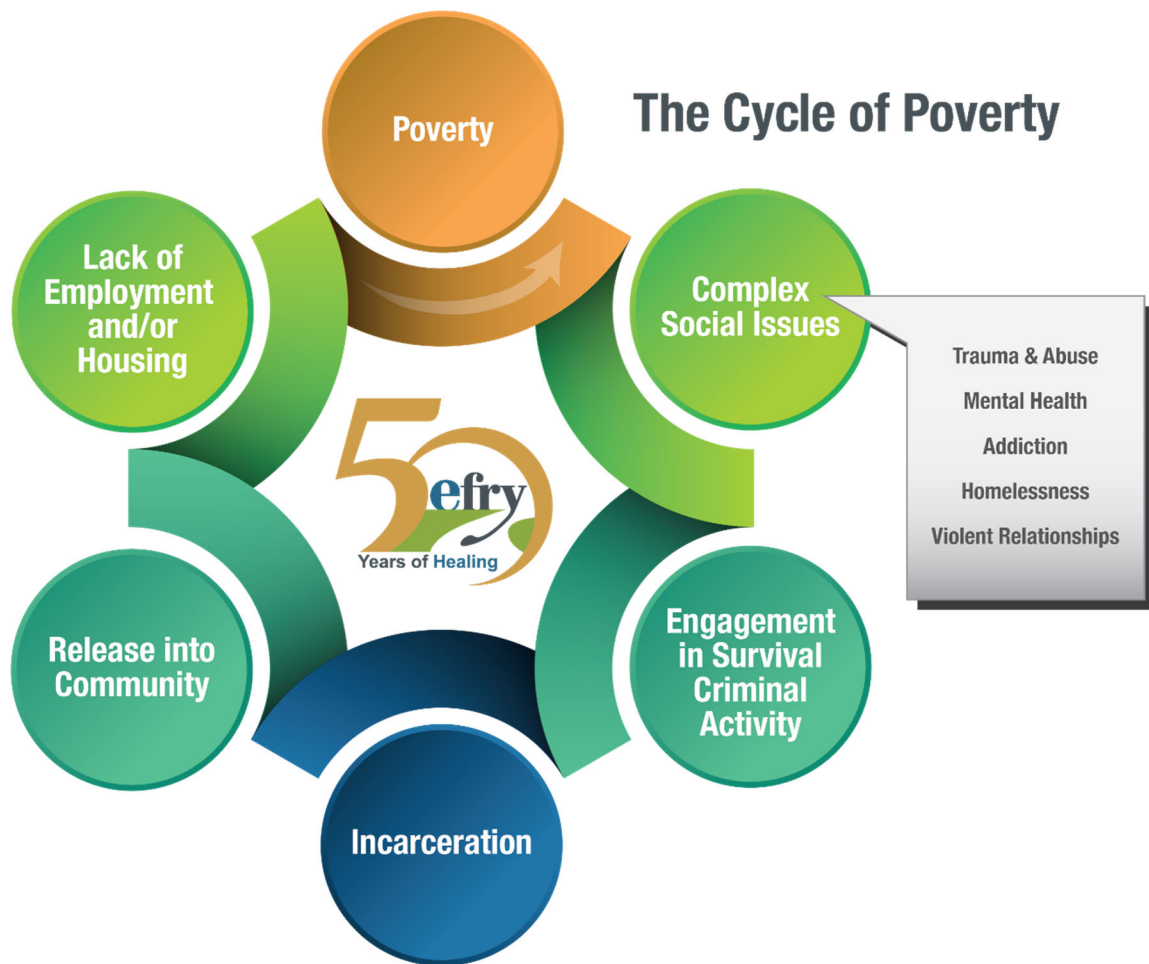 The Cycle of Poverty
Poverty
Complex
Social Issues
Trauma & Abuse
Mental Health
Addiction
Homelessness
Violent Relationships
Engagement
in Survival
Criminal
Activity
Incarceration
Release into
Community
Lack of
Employment
and/or
Housing
50
efry
Years of Healing